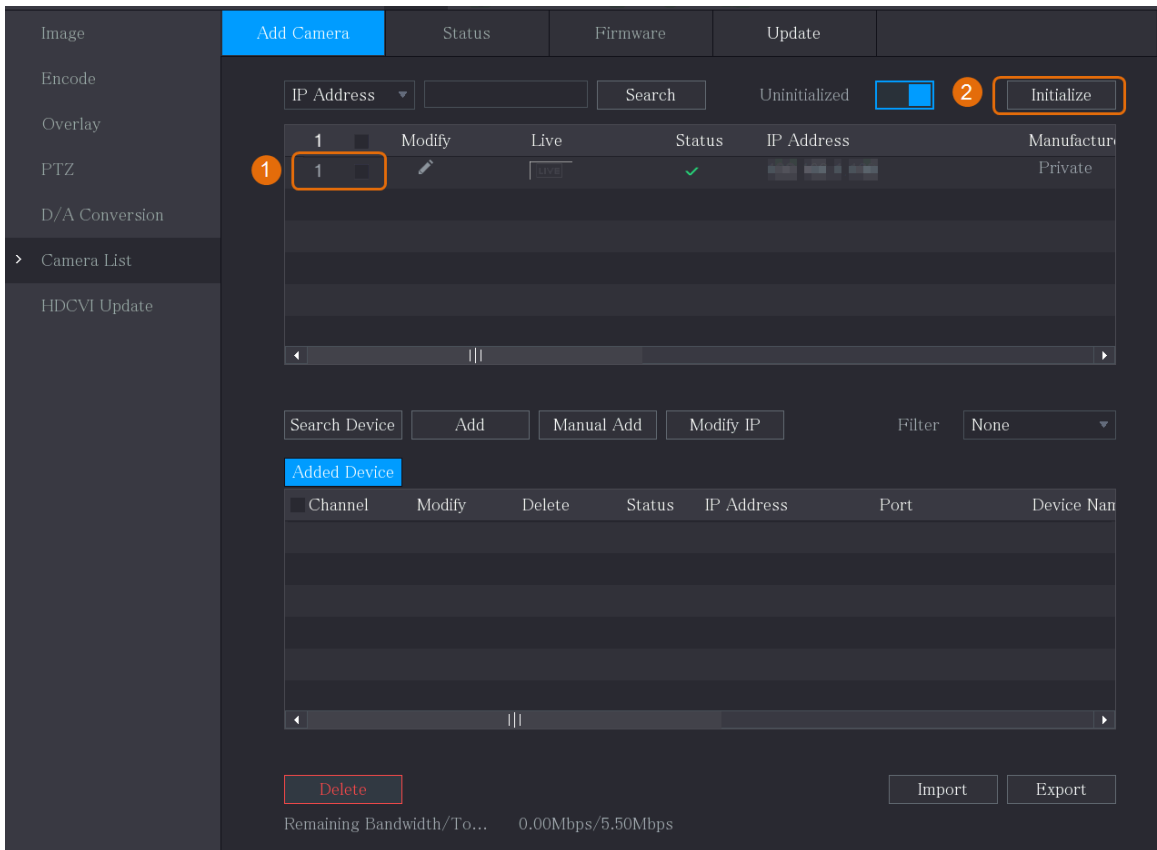 Image
Encode
Overlay
PTZ
D/A Conversion
Camera List
HDCVI Update
Add Camera Status Firmware Update
IP Address Search Uninitialized 2 Initialize
1 Modify Live Status IP Address Manufactur
1 1 LIVE Private
Search Device Add Manual Add Modify IP Filter None
Added Device
Channel Modify Delete Status IP Address Port Device Nam
Delete Import Export
Remaining Bandwidth/To... 0.00Mbps/5.50Mbps